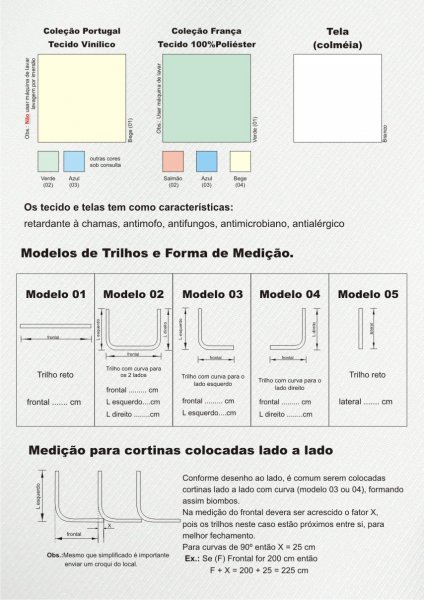 Coleção Portugal
Tecido Vinílico
Obs.: Não usar máquina de lavar
lavagem por imersão
Bege (01)
Verde
(02)
Azul
(03)
outras cores
sob consulta
Coleção França
Tecido 100%Poliéster
Obs.: Usar máquina de lavar
Verde (01)
Salmão
(02)
Azul
(03)
Bege
(04)
Tela
(colméia)
Branco
Os tecido e telas tem como características:
retardante à chamas, antimofo, antifungos, antimicrobiano, antialérgico
Modelos de Trilhos e Forma de Medição.
Modelo 01
frontal
Trilho reto
frontal ........ cm
Modelo 02
L esquerdo
L direito
frontal
Trilho com curva para
os 2 lados
frontal ......... cm
L esquerdo....cm
L direito ......cm
Modelo 03
L esquerdo
frontal
Trilho com curva para o
lado esquerdo
frontal ......... cm
L esquerdo....cm
Modelo 04
L direito
frontal
Trilho com curva para o
lado direito
frontal ......... cm
L direito ....... cm
Modelo 05
lateral
Trilho reto
lateral ....... cm
Medição para cortinas colocadas lado a lado
L esquerdo
X
frontal
Obs.:Mesmo que simplificado é importante
enviar um croqui do local.
Conforme desenho ao lado, é comum serem colocadas
cortinas lado a lado com curva (modelo 03 ou 04), formando
assim biombos.
Na medição do frontal devera ser acrescido o fator X,
pois os trilhos neste caso estão próximos entre si, para
melhor fechamento.
Para curvas de 90º então X = 25 cm
Ex.: Se (F) Frontal for 200 cm então
F + X = 200 + 25 = 225 cm